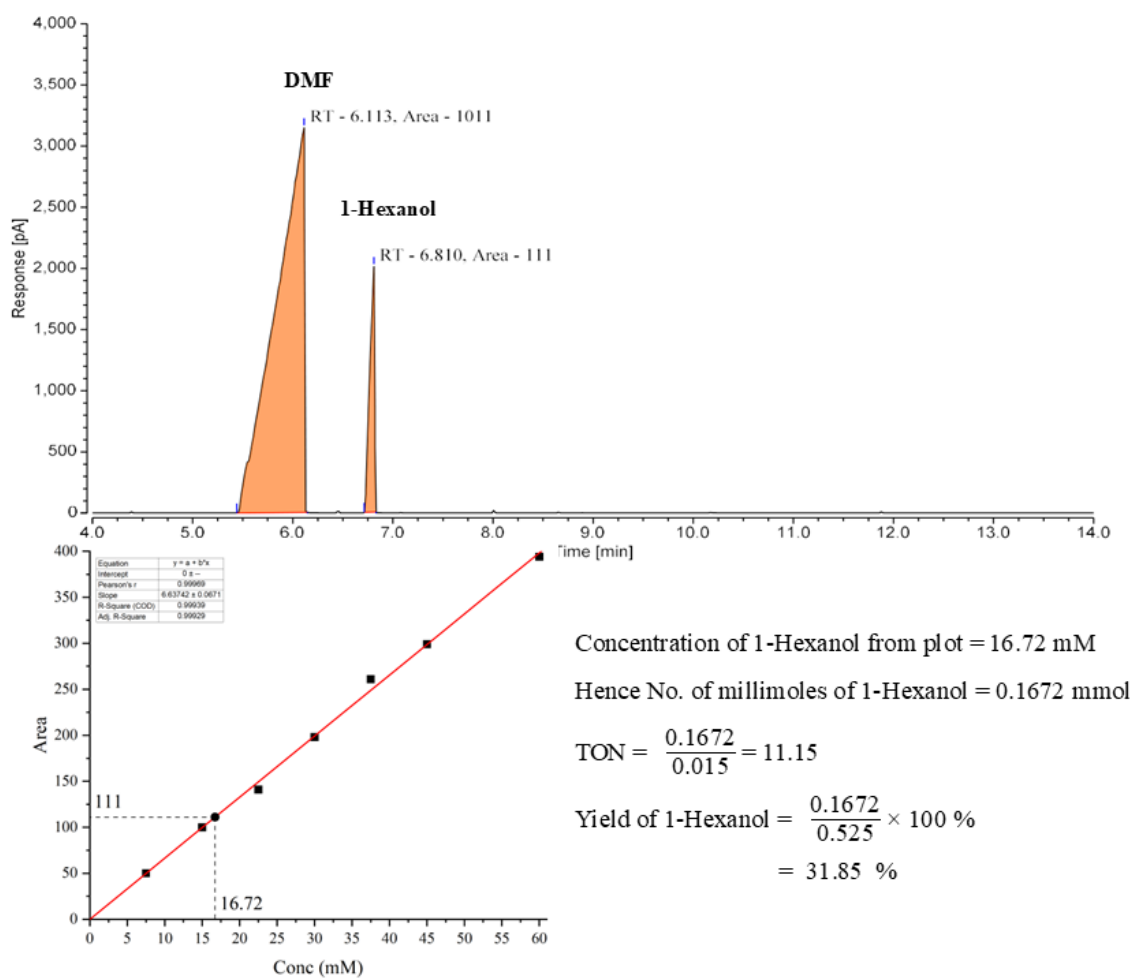 4,000
3,500
3,000
2,500
2,000
1,500
1,000
500
0
Response [pA]
DMF
RT - 6.113, Area - 1011
1-Hexanol
RT - 6.810, Area - 111
4.0 5.0 6.0 7.0 8.0 9.0 10.0 11.0 12.0 13.0 14.0
Time [min]
400
350
300
250
200
150
100
50
0
Area
Equation y = a + b*x
Intercept 0 ± --
Pearson's r 0.99969
Slope 6.63742 ± 0.0671
R-Square (COD) 0.99939
Adj. R-Square 0.99929
111
16.72
0 5 10 15 20 25 30 35 40 45 50 55 60
Conc (mM)
Concentration of 1-Hexanol from plot = 16.72 mM
Hence No. of millimoles of 1-Hexanol = 0.1672 mmol
TON = 0.1672/0.015 = 11.15
Yield of 1-Hexanol = 0.1672/0.525 × 100 %
= 31.85 %